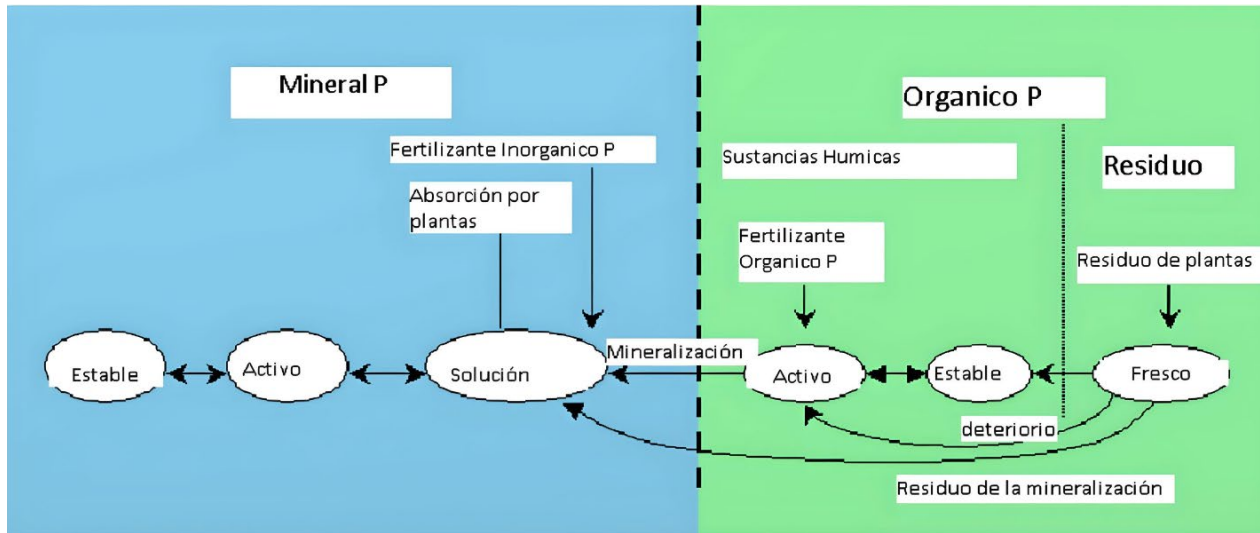 Mineral P
Organico P
Fertilizante Inorganico P
Sustancias Humicas
Residuo
Absorción por
plantas
Fertilizante
Organico P
Residuo de plantas
Mineralización
Estable
Activo
Solución
Activo
Estable
Fresco
deteriorio
Residuo de la mineralización